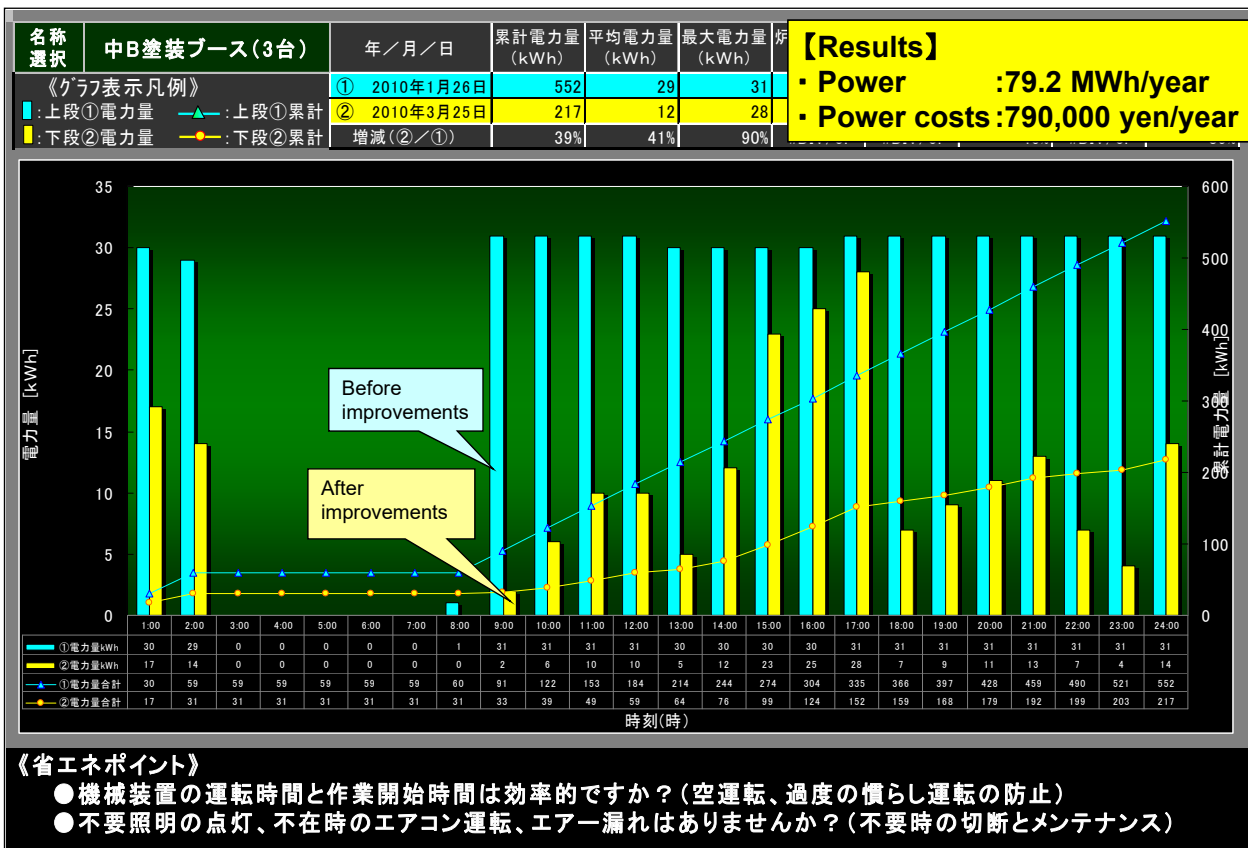 名称選択 中B塗装ブース(3台) 年/月/日 累計電力量(kWh) 平均電力量(kWh) 最大電力量(kWh)
《グラフ表示凡例》 ① 2010年1月26日 552 29 31
:上段①電力量 :上段①累計 ② 2010年3月25日 217 12 28
:下段②電力量 :下段②累計 増減(②/①) 39% 41% 90%
【Results】
・Power :79.2 MWh/year
・Power costs:790,000 yen/year
電力量 [kWh]
35
30
25
20
15
10
5
0
Before
improvements
After
improvements
600
500
400
300
200
100
0
累計電力量 [kWh]
1:00 2:00 3:00 4:00 5:00 6:00 7:00 8:00 9:00 10:00 11:00 12:00 13:00 14:00 15:00 16:00 17:00 18:00 19:00 20:00 21:00 22:00 23:00 24:00
①電力量kWh 30 29 0 0 0 0 0 1 31 31 31 31 30 30 30 30 31 31 31 31 31 31 31 31
②電力量kWh 17 14 0 0 0 0 0 0 2 6 10 10 5 12 23 25 28 7 9 11 13 7 4 14
①電力量合計 30 59 59 59 59 59 59 60 91 122 153 184 214 244 274 304 335 366 397 428 459 490 521 552
②電力量合計 17 31 31 31 31 31 31 31 33 39 49 59 64 76 99 124 152 159 168 179 192 199 203 217
時刻(時)
《省エネポイント》
●機械装置の運転時間と作業開始時間は効率的ですか?(空運転、過度の慣らし運転の防止)
●不要照明の点灯、不在時のエアコン運転、エアー漏れはありませんか?(不要時の切断とメンテナンス)